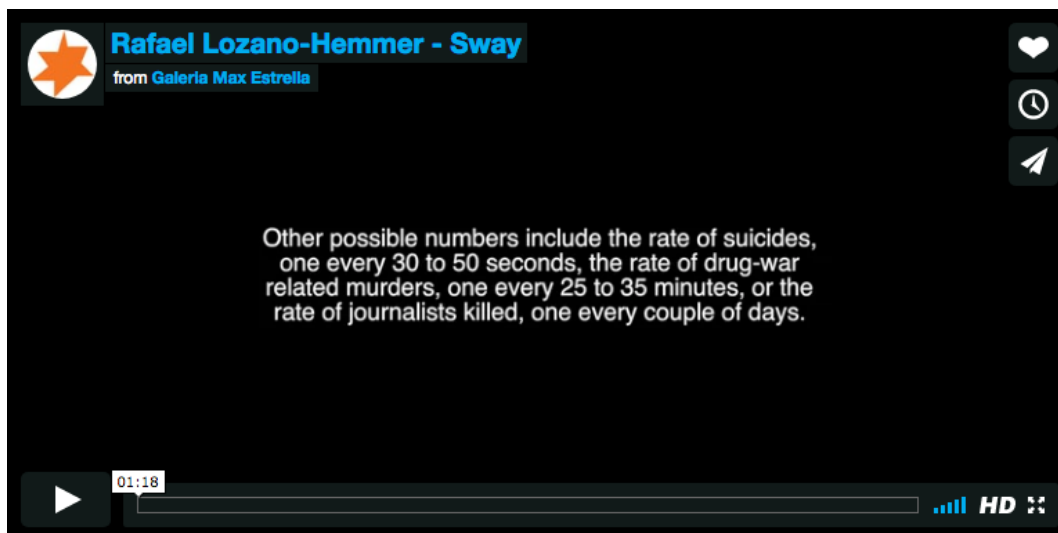 Rafael Lozano-Hemmer - Sway
from Galeria Max Estrella
Other possible numbers include the rate of suicides,
one every 30 to 50 seconds, the rate of drug-war
related murders, one every 25 to 35 minutes, or the
rate of journalists killed, one every couple of days.
01:18
HD